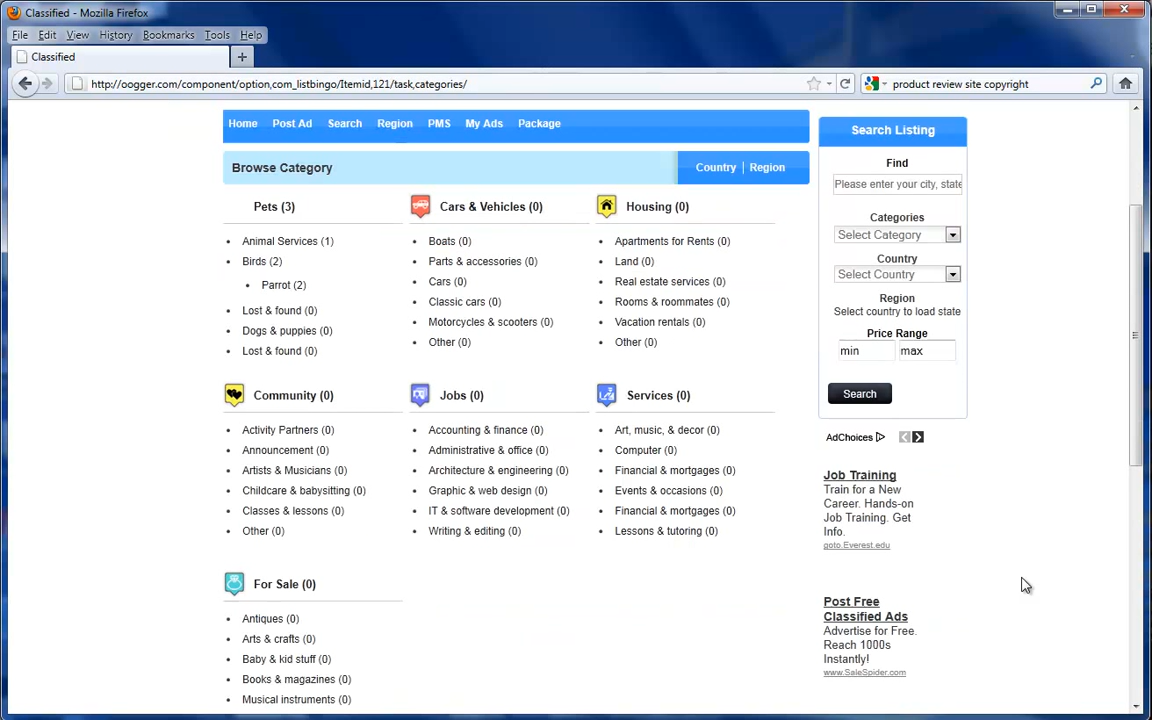 Classified - Mozilla Firefox
File Edit View History Bookmarks Tools Help
Classified
http://oogger.com/component/option,com_listbingo/Itemid,121/task,categories/
product review site copyright
Home Post Ad Search Region PMS My Ads Package
Browse Category
Country | Region
Pets (3)
Animal Services (1)
Birds (2)
Parrot (2)
Lost & found (0)
Dogs & puppies (0)
Lost & found (0)
Cars & Vehicles (0)
Boats (0)
Parts & accessories (0)
Cars (0)
Classic cars (0)
Motorcycles & scooters (0)
Other (0)
Housing (0)
Apartments for Rents (0)
Land (0)
Real estate services (0)
Rooms & roommates (0)
Vacation rentals (0)
Other (0)
Community (0)
Activity Partners (0)
Announcement (0)
Artists & Musicians (0)
Childcare & babysitting (0)
Classes & lessons (0)
Other (0)
Jobs (0)
Accounting & finance (0)
Administrative & office (0)
Architecture & engineering (0)
Graphic & web design (0)
IT & software development (0)
Writing & editing (0)
Services (0)
Art, music, & decor (0)
Computer (0)
Financial & mortgages (0)
Events & occasions (0)
Financial & mortgages (0)
Lessons & tutoring (0)
For Sale (0)
Antiques (0)
Arts & crafts (0)
Baby & kid stuff (0)
Books & magazines (0)
Musical instruments (0)
Search Listing
Find
Please enter your city, state
Categories
Select Category
Country
Select Country
Region
Select country to load state
Price Range
min max
Search
AdChoices
Job Training
Train for a New
Career. Hands-on
Job Training. Get
Info.
goto.Everest.edu
Post Free
Classified Ads
Advertise for Free.
Reach 1000s
Instantly!
www.SaleSpider.com